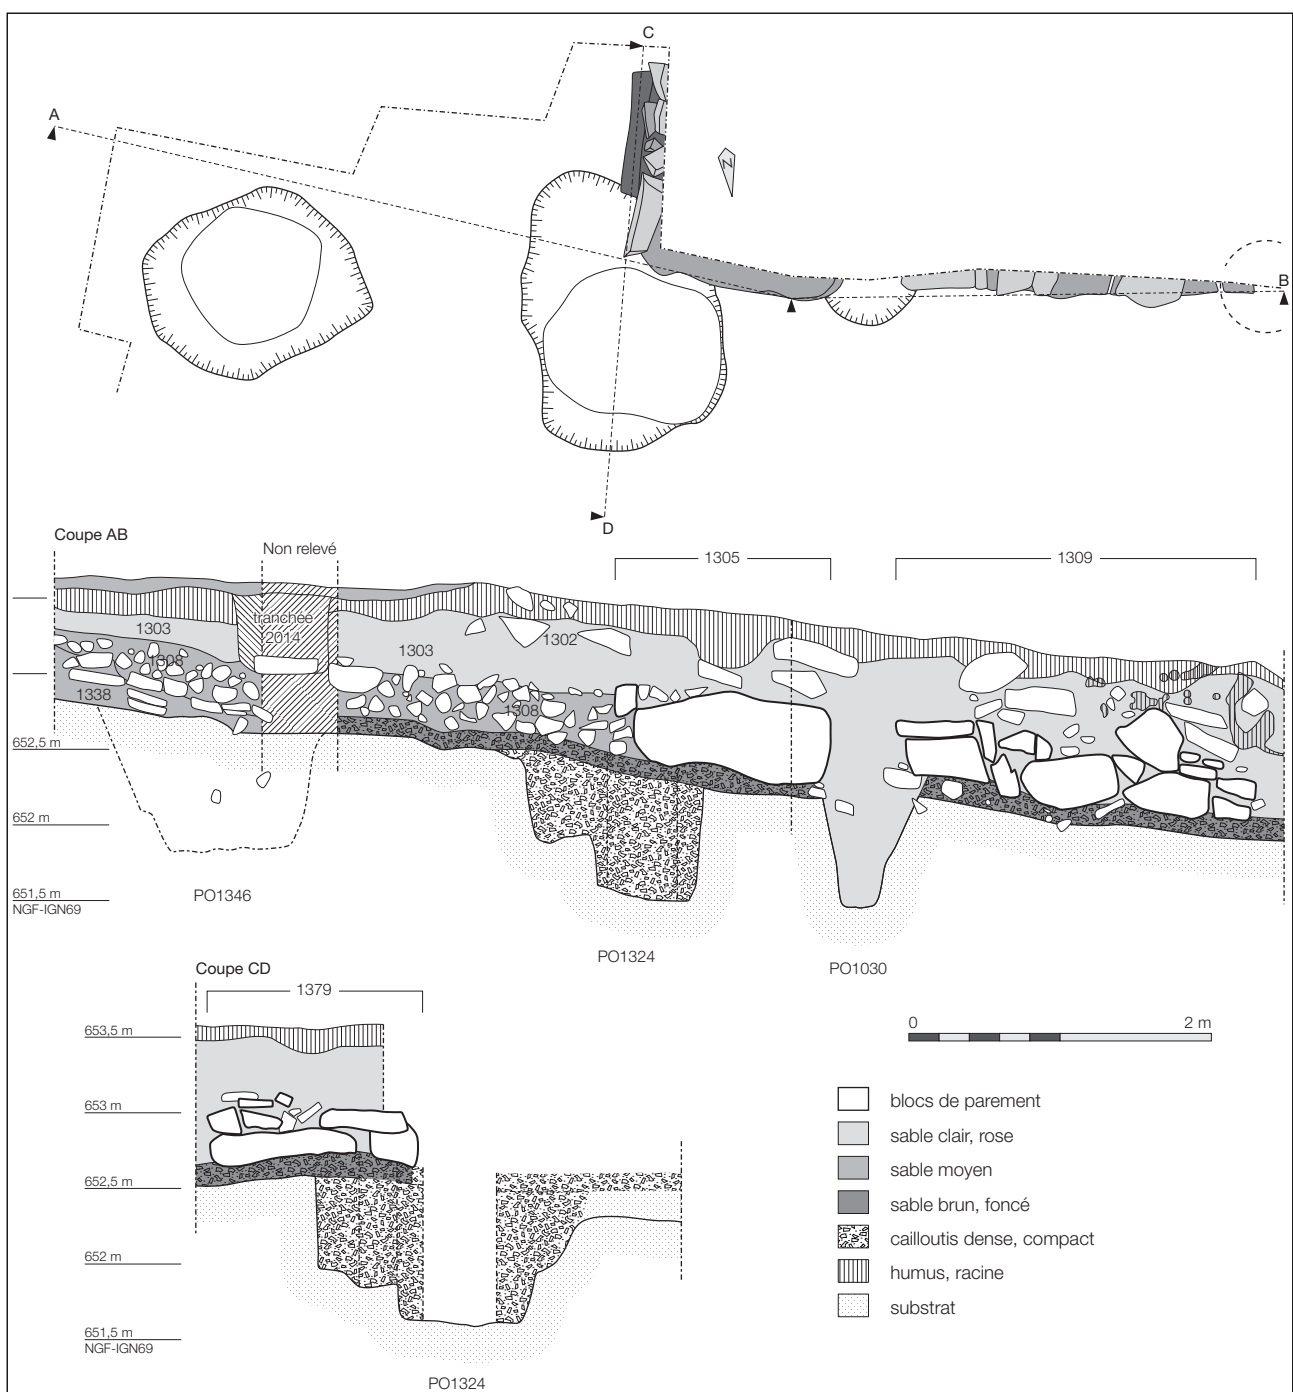 C
A
N
B
D
Coupe AB
Non relevé
1305
1309
tranchée
2014
1303
1302
1303
1308
1338
1308
652,5 m
652 m
651,5 m
NGF-IGN69
PO1346
PO1324
PO1030
Coupe CD
1379
653,5 m
653 m
652,5 m
652 m
651,5 m
NGF-IGN69
PO1324
0 2 m
blocs de parement
sable clair, rose
sable moyen
sable brun, foncé
cailloutis dense, compact
humus, racine
substrat